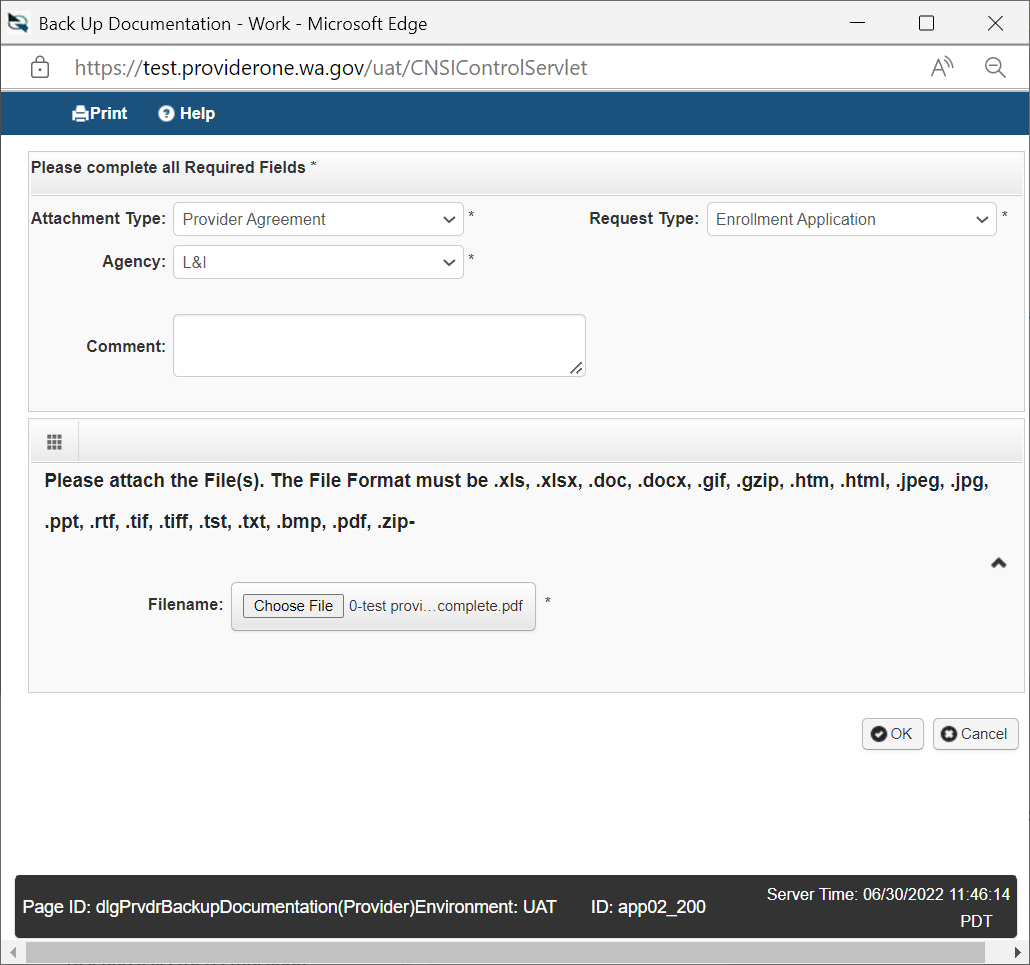 Back Up Documentation - Work - Microsoft Edge
https://test.providerone.wa.gov/uat/CNSIControlServlet
Print Help
Please complete all Required Fields *
Attachment Type: Provider Agreement * Request Type: Enrollment Application *
Agency: L&I *
Comment:
Please attach the File(s). The File Format must be .xls, .xlsx, .doc, .docx, .gif, .gzip, .htm, .html, .jpeg, .jpg,
.ppt, .rtf, .tif, .tiff, .tst, .txt, .bmp, .pdf, .zip-
Filename: Choose File 0-test provi...complete.pdf *
OK Cancel
Page ID: dlgPrvdrBackupDocumentation(Provider)Environment: UAT ID: app02_200 Server Time: 06/30/2022 11:46:14
PDT